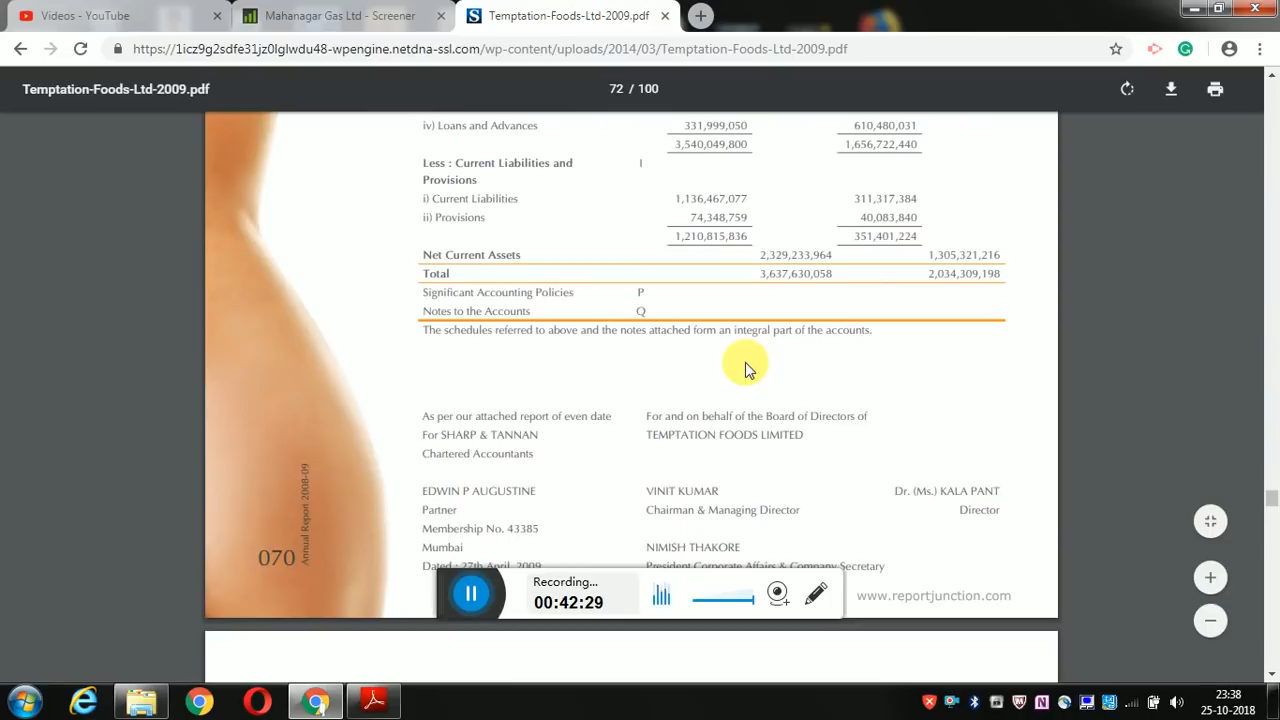 Videos - YouTube
Mahanagar Gas Ltd - Screener
Temptation-Foods-Ltd-2009.pdf
https://1icz9g2sdfe31jz0lglwdu48-wpengine.netdna-ssl.com/wp-content/uploads/2014/03/Temptation-Foods-Ltd-2009.pdf
Temptation-Foods-Ltd-2009.pdf 72 / 100
iv) Loans and Advances 331,999,050 610,480,031
3,540,049,800 1,656,722,440
Less : Current Liabilities and I
Provisions
i) Current Liabilities 1,136,467,077 311,317,384
ii) Provisions 74,348,759 40,083,840
1,210,815,836 351,401,224
Net Current Assets 2,329,233,964 1,305,321,216
Total 3,637,630,058 2,034,309,198
Significant Accounting Policies P
Notes to the Accounts Q
The schedules referred to above and the notes attached form an integral part of the accounts.
As per our attached report of even date For and on behalf of the Board of Directors of
For SHARP & TANNAN TEMPTATION FOODS LIMITED
Chartered Accountants
EDWIN P AUGUSTINE VINIT KUMAR Dr. (Ms.) KALA PANT
Partner Chairman & Managing Director Director
Membership No. 43385
Mumbai NIMISH THAKORE
Dated : 27th April, 2009 President Corporate Affairs & Company Secretary
070
Annual Report 2008-09
Recording...
00:42:29
www.reportjunction.com
23:38
25-10-2018